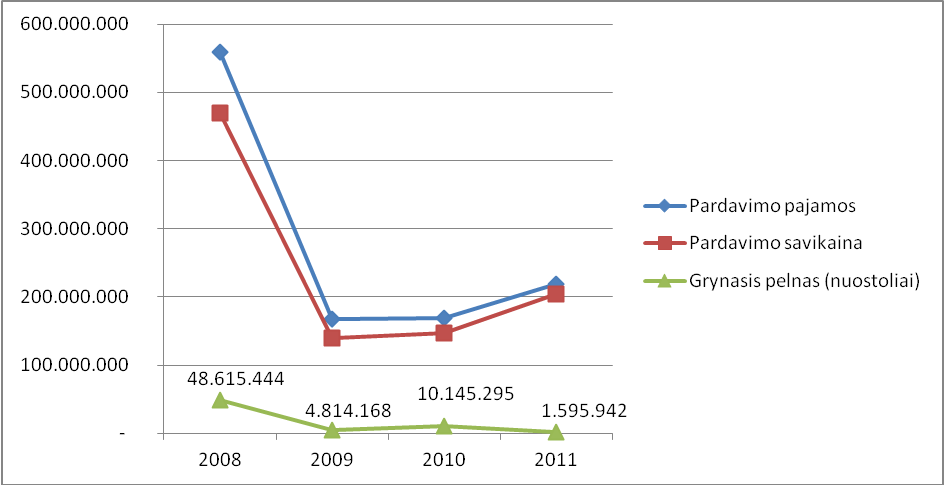 600.000.000
500.000.000
400.000.000
300.000.000
200.000.000
100.000.000
-
48.615.444
4.814.168
10.145.295
1.595.942
2008 2009 2010 2011
Pardavimo pajamos
Pardavimo savikaina
Grynasis pelnas (nuostoliai)